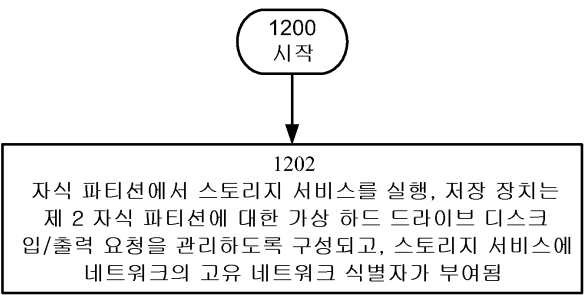 1200
시작
1202
자식 파티션에서 스토리지 서비스를 실행, 저장 장치는
제 2 자식 파티션에 대한 가상 하드 드라이브 디스크
입/출력 요청을 관리하도록 구성되고, 스토리지 서비스에
네트워크의 고유 네트워크 식별자가 부여됨